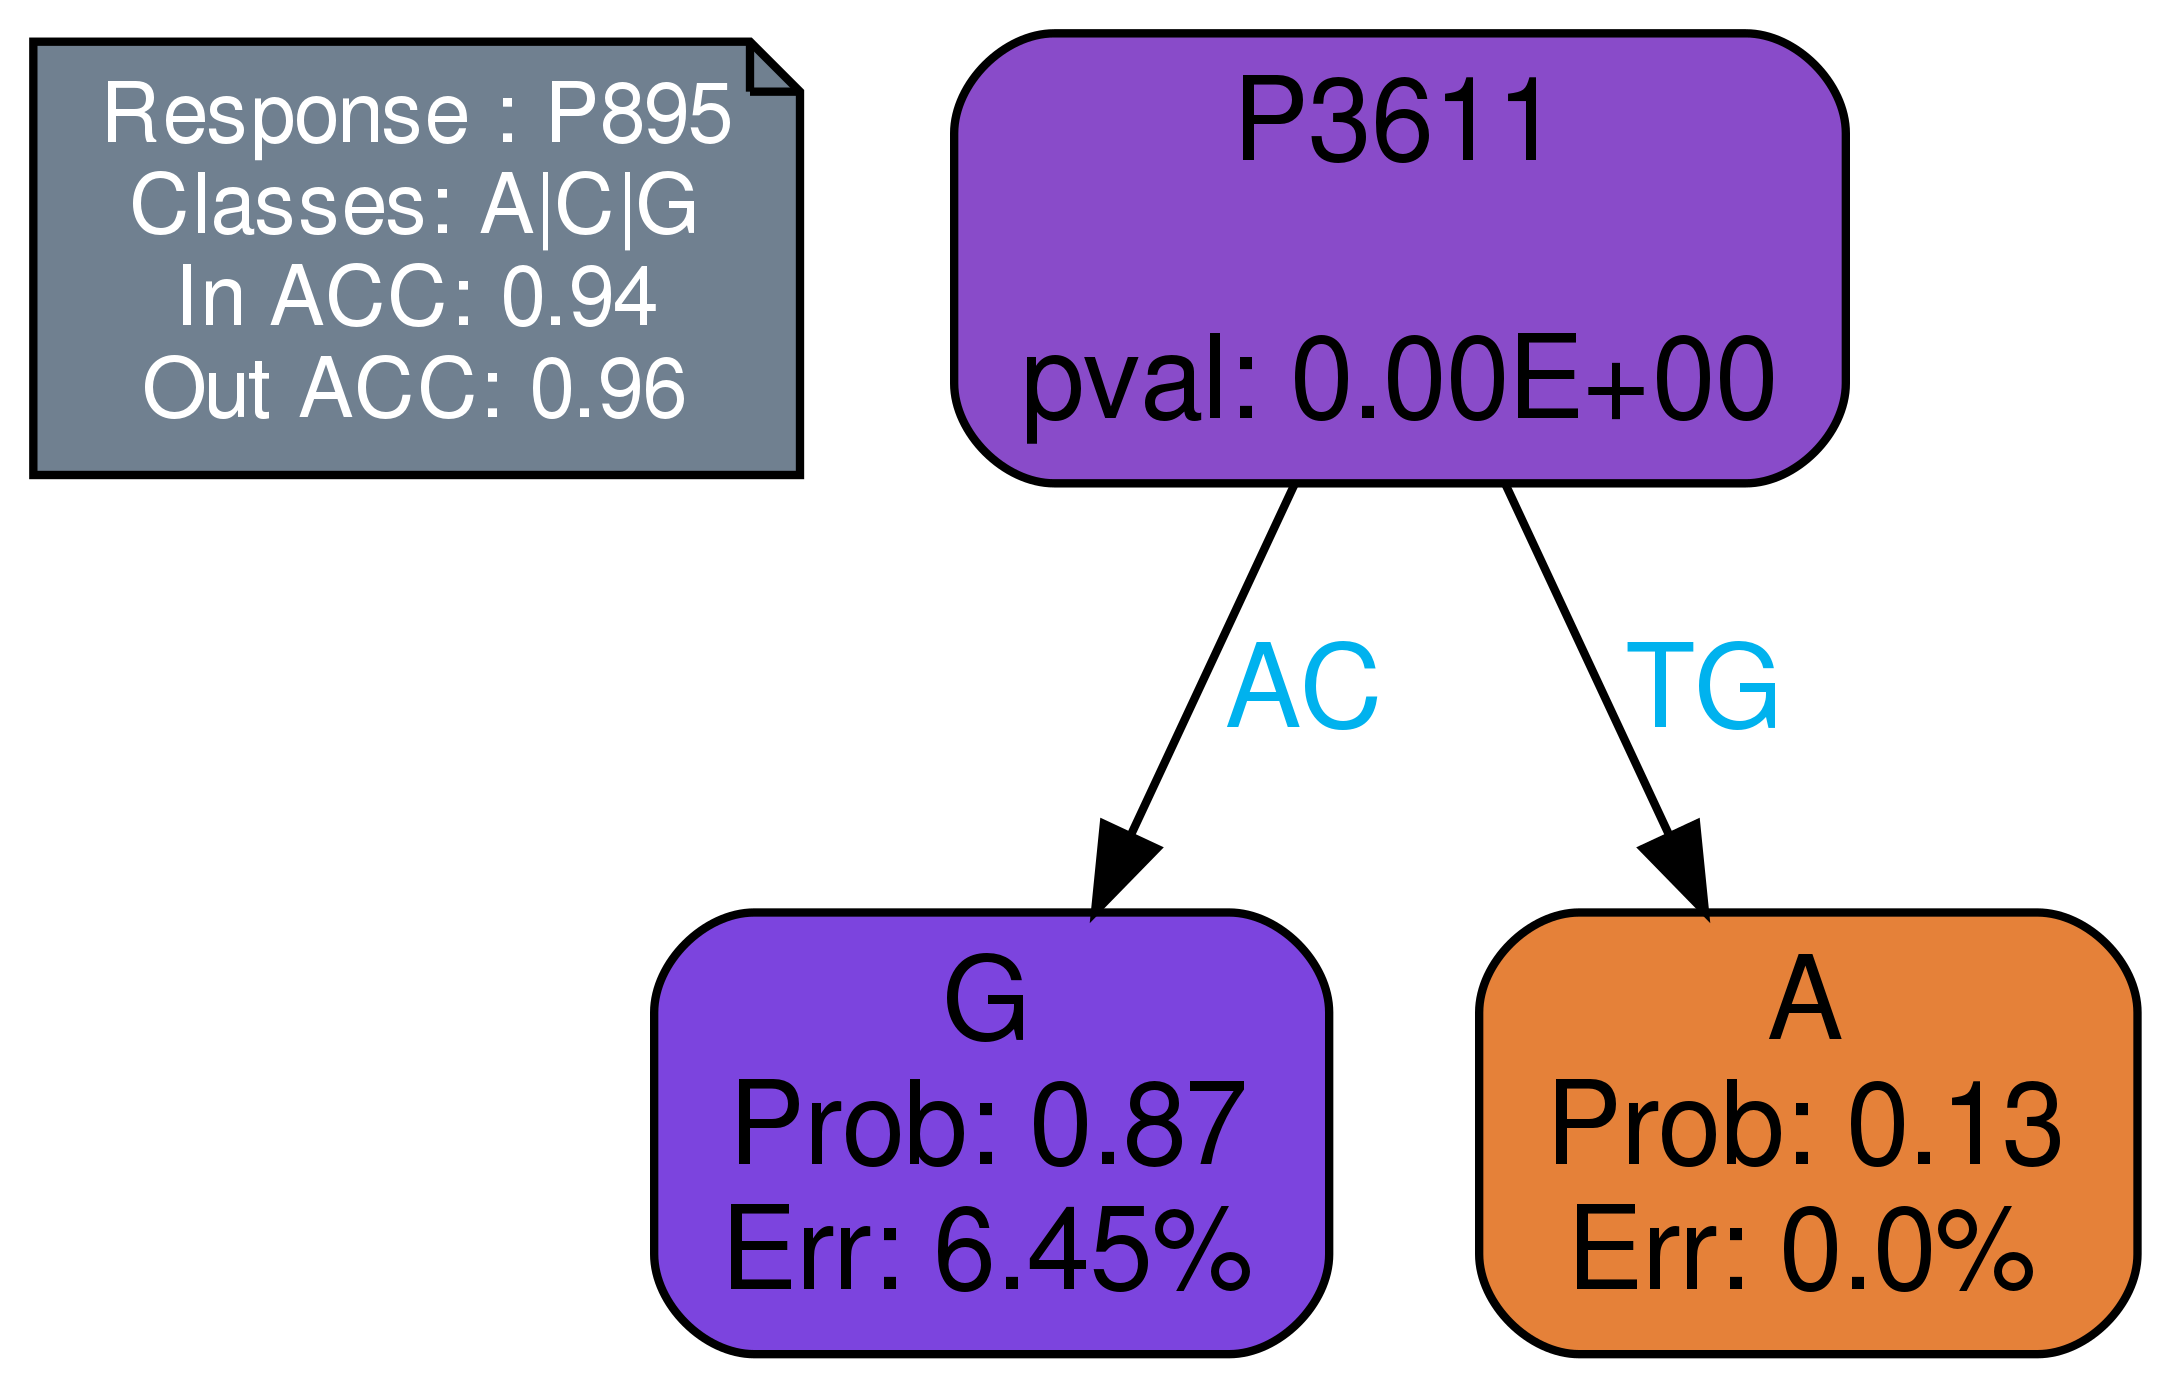 Response : P895
Classes: A|C|G
In ACC: 0.94
Out ACC: 0.96
P3611
pval: 0.00E+00
AC
TG
G
Prob: 0.87
Err: 6.45%
A
Prob: 0.13
Err: 0.0%